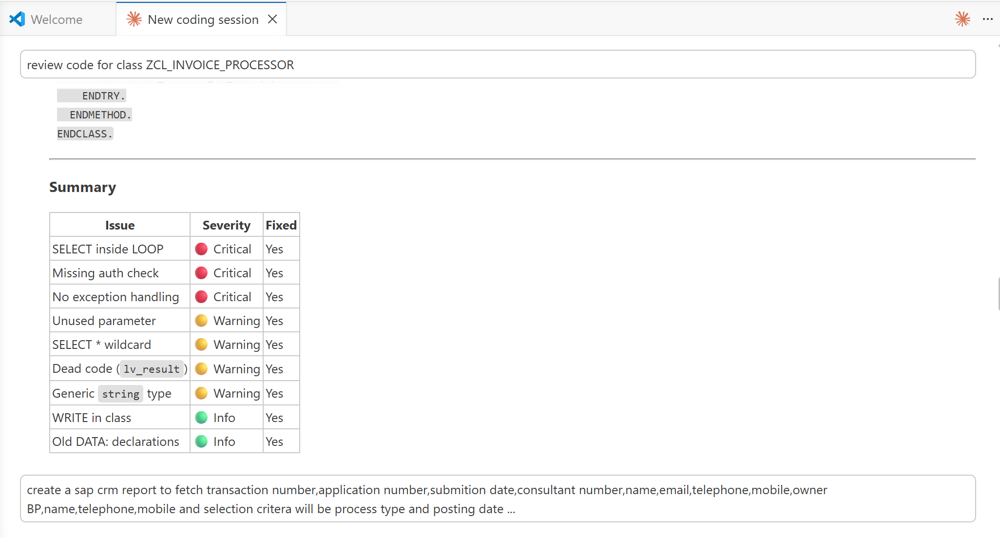 Welcome
New coding session
review code for class ZCL_INVOICE_PROCESSOR
ENDTRY.
ENDMETHOD.
ENDCLASS.
Summary
Issue Severity Fixed
SELECT inside LOOP Critical Yes
Missing auth check Critical Yes
No exception handling Critical Yes
Unused parameter Warning Yes
SELECT * wildcard Warning Yes
Dead code (lv_result) Warning Yes
Generic string type Warning Yes
WRITE in class Info Yes
Old DATA: declarations Info Yes
create a sap crm report to fetch transaction number,application number,submition date,consultant number,name,email,telephone,mobile,owner
BP,name,telephone,mobile and selection critera will be process type and posting date ...